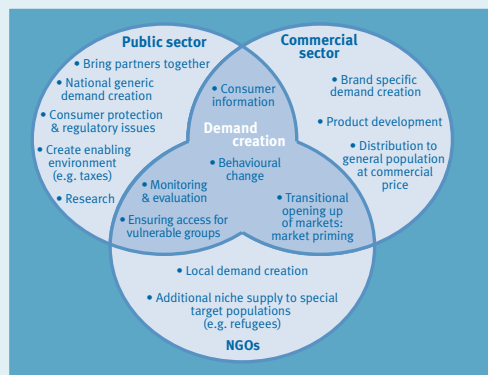 Public sector
• Bring partners together
• National generic
demand creation
• Consumer protection
& regulatory issues
• Create enabling
environment
(e.g. taxes)
• Research
Commercial
sector
• Brand specific
demand creation
• Product development
• Distribution to
general population
at commercial
price
• Consumer
information
Demand
creation
• Behavioural
change
• Monitoring
& evaluation
• Ensuring access for
vulnerable groups
• Transitional
opening up
of markets:
market priming
• Local demand creation
• Additional niche supply to special
target populations
(e.g. refugees)
NGOs